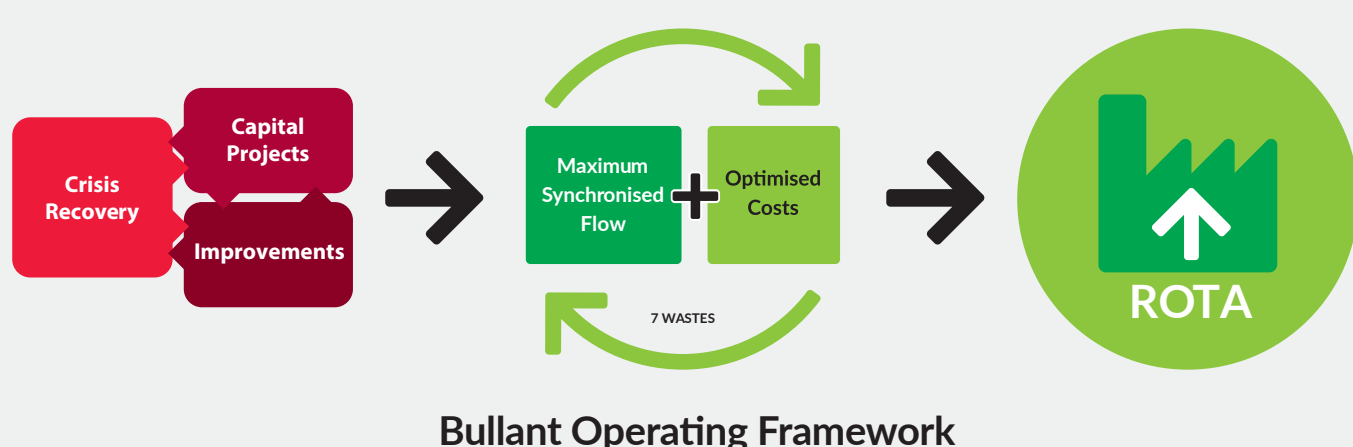 Crisis
Recovery
Capital
Projects
Improvements
Maximum
Synchronised
Flow
Optimised
Costs
7 WASTES
ROTA
Bullant Operating Framework